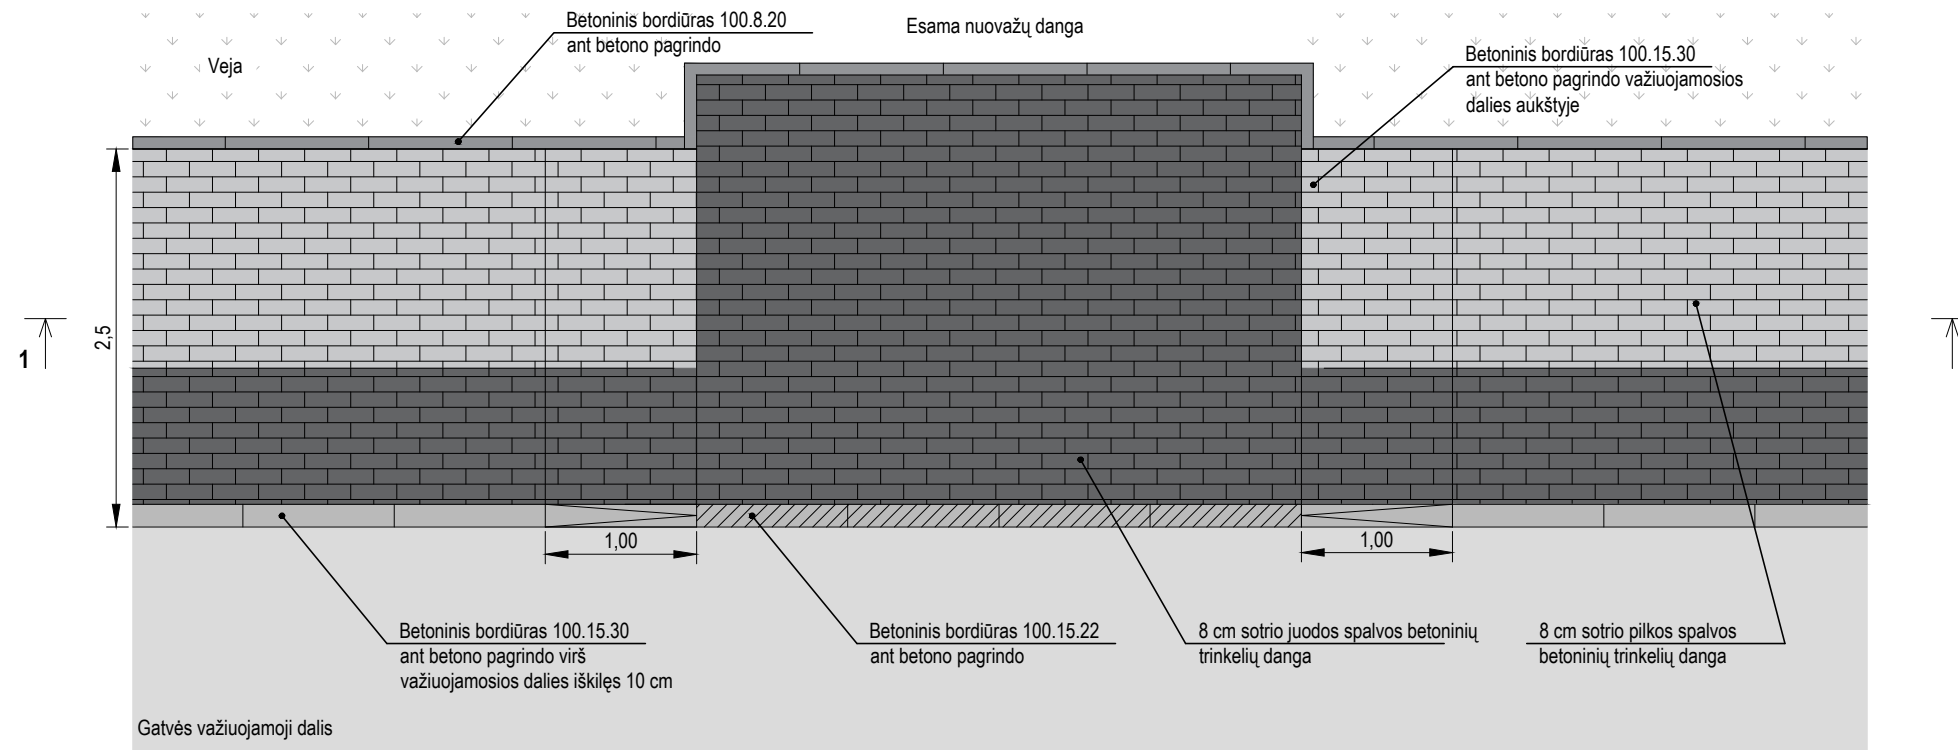 Betoninis bordiūras 100.8.20
ant betono pagrindo
Esama nuovažų danga
Veja
Betoninis bordiūras 100.15.30
ant betono pagrindo važiuojamosios
dalies aukštyje
2,5
1
1,00
1,00
Betoninis bordiūras 100.15.30
ant betono pagrindo virš
važiuojamosios dalies iškilęs 10 cm
Betoninis bordiūras 100.15.22
ant betono pagrindo
8 cm sotrio juodos spalvos betoninių
trinkelių danga
8 cm sotrio pilkos spalvos
betoninių trinkelių danga
Gatvės važiuojamoji dalis